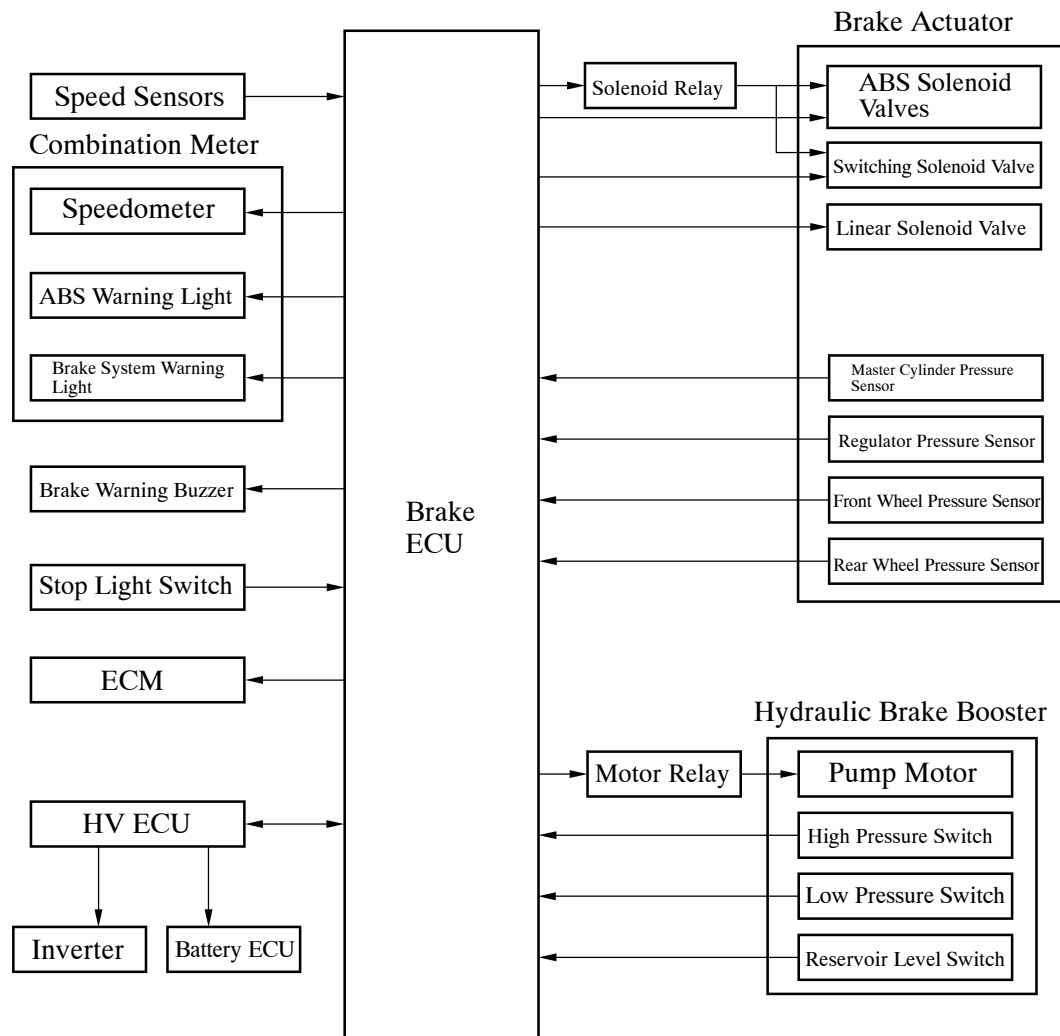 Brake Actuator
Speed Sensors
Solenoid Relay
ABS Solenoid
Valves
Combination Meter
Switching Solenoid Valve
Speedometer
Linear Solenoid Valve
ABS Warning Light
Brake System Warning
Light
Master Cylinder Pressure
Sensor
Regulator Pressure Sensor
Brake Warning Buzzer
Front Wheel Pressure Sensor
Brake
ECU
Rear Wheel Pressure Sensor
Stop Light Switch
ECM
Hydraulic Brake Booster
Motor Relay
Pump Motor
HV ECU
High Pressure Switch
Low Pressure Switch
Inverter
Battery ECU
Reservoir Level Switch